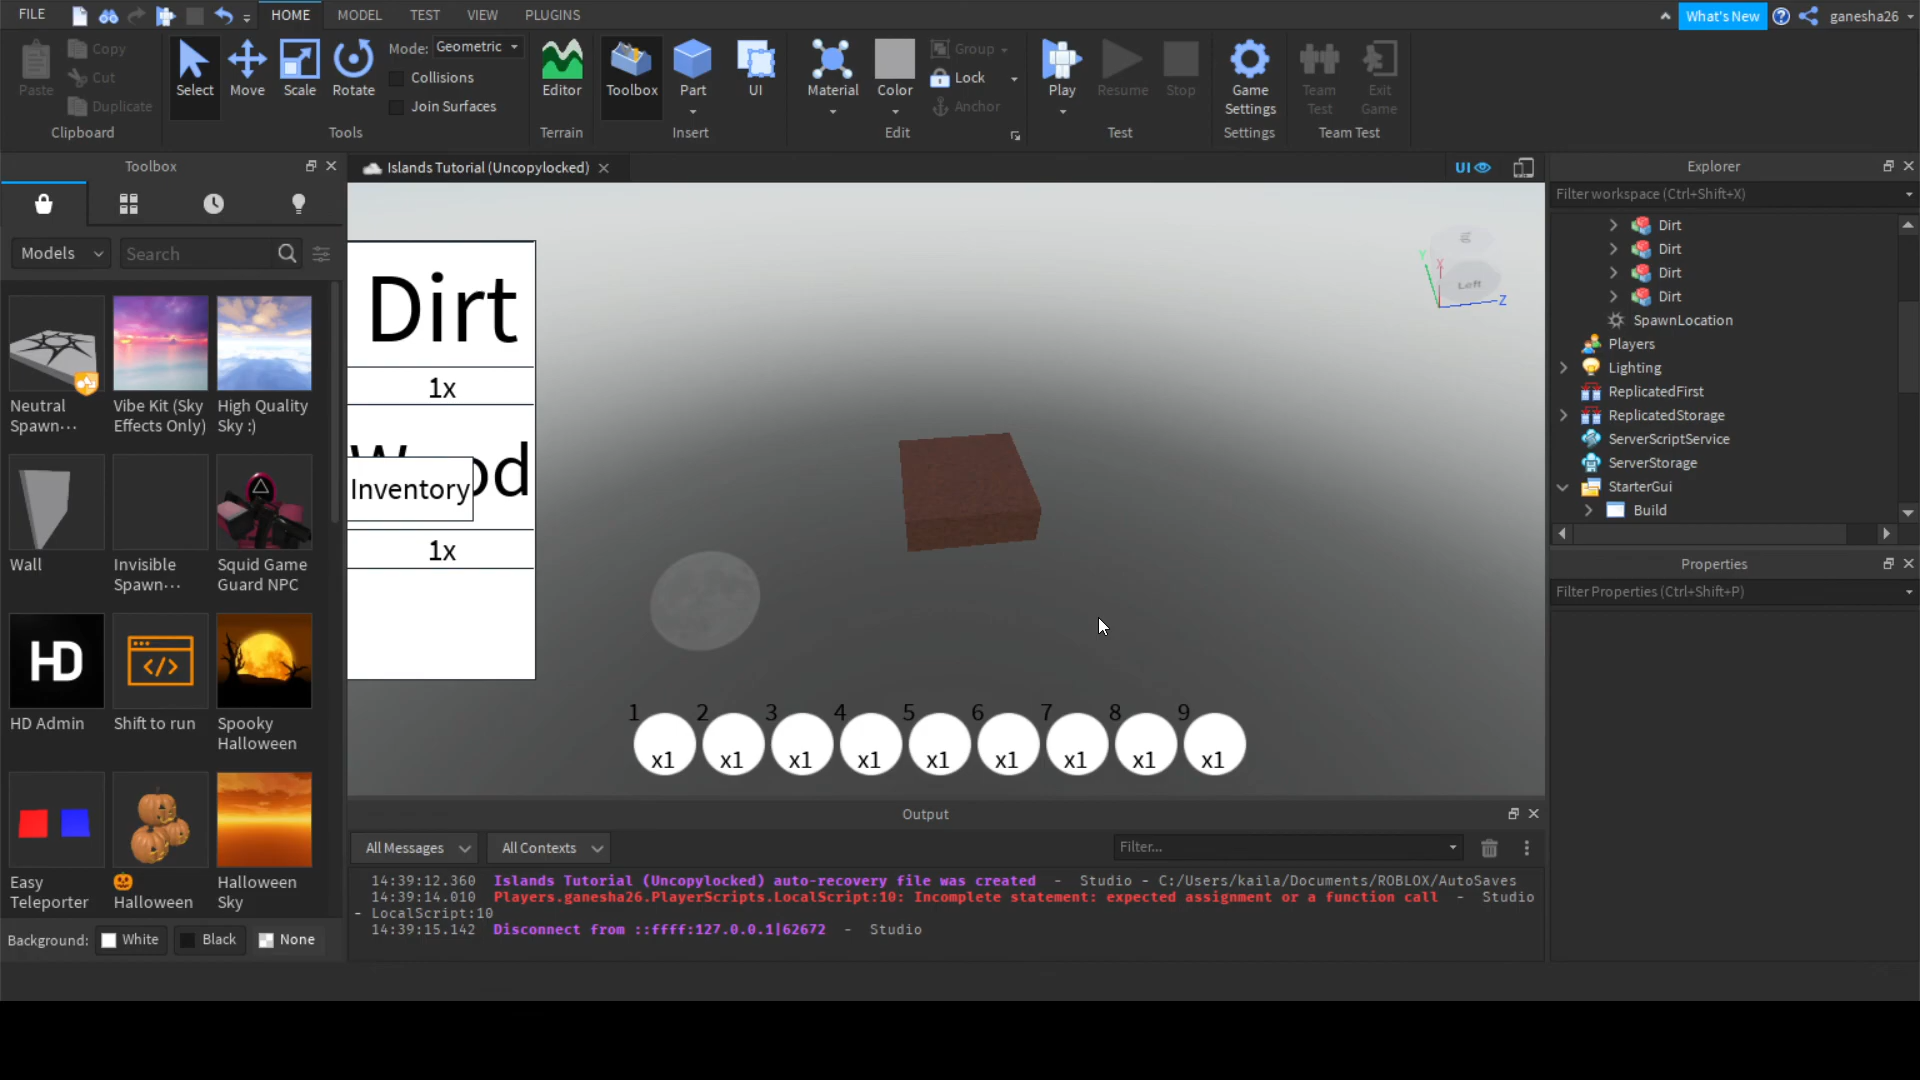 FILE
HOME
MODEL
TEST
VIEW
PLUGINS
What's New
ganesha26
Paste
Copy
Cut
Duplicate
Clipboard
Select
Move
Scale
Rotate
Mode: Geometric
Collisions
Join Surfaces
Tools
Editor
Terrain
Toolbox
Part
UI
Insert
Material
Color
Group
Lock
Anchor
Edit
Play
Resume
Stop
Test
Game
Settings
Settings
Team
Test
Exit
Game
Team Test
Toolbox
Models
Search
Neutral
Spawn···
Vibe Kit (Sky
Effects Only)
High Quality
Sky :)
Wall
Invisible
Spawn···
Squid Game
Guard NPC
HD
HD Admin
Shift to run
Spooky
Halloween
Easy
Teleporter
🎃
Halloween
Halloween
Sky
Background: White Black None
Islands Tutorial (Uncopylocked)
UI
Dirt
1x
Inventory
1x
Left
Y
X
Z
1 2 3 4 5 6 7 8 9
x1 x1 x1 x1 x1 x1 x1 x1 x1
Output
All Messages
All Contexts
Filter...
14:39:12.360 Islands Tutorial (Uncopylocked) auto-recovery file was created - Studio - C:/Users/kaila/Documents/ROBLOX/AutoSaves
14:39:14.010 Players.ganesha26.PlayerScripts.LocalScript:10: Incomplete statement: expected assignment or a function call - Studio
- LocalScript:10
14:39:15.142 Disconnect from ::ffff:127.0.0.1|62672 - Studio
Explorer
Filter workspace (Ctrl+Shift+X)
Dirt
Dirt
Dirt
Dirt
SpawnLocation
Players
Lighting
ReplicatedFirst
ReplicatedStorage
ServerScriptService
ServerStorage
StarterGui
Build
Properties
Filter Properties (Ctrl+Shift+P)